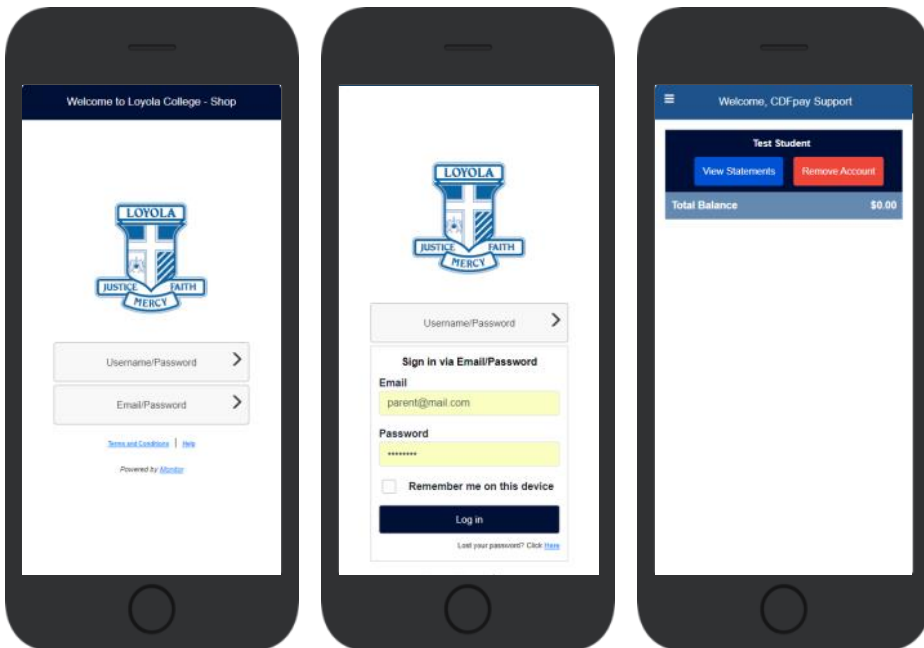 Welcome to Loyola College - Shop
LOYOLA
JUSTICE FAITH
MERCY
Username/Password
Email/Password
Terms and Conditions | Help
Powered by Monitor
LOYOLA
JUSTICE FAITH
MERCY
Username/Password
Sign in via Email/Password
Email
parent@mail.com
Password
••••••••
Remember me on this device
Log in
Lost your password? Click Here
Welcome, CDFpay Support
Test Student
View Statements Remove Account
Total Balance $0.00